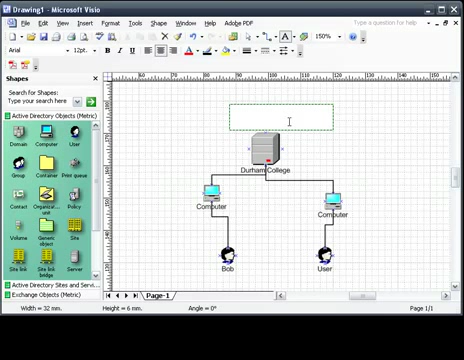 Drawing1 - Microsoft Visio
File Edit View Insert Format Tools Shape Window Help Adobe PDF
Type a question for help
150%
Arial 12pt. B I U
Shapes
Search for Shapes:
Type your search here
Active Directory Objects (Metric)
Domain Computer User
Group Container Print queue
Contact Organizat... unit Policy
Volume Generic object Site
Site link Site link bridge Server
Active Directory Sites and Servi...
Exchange Objects (Metric)
Durham College
Computer
Computer
Bob
User
Page-1
Width = 32 mm. Height = 6 mm. Angle = 0° Page 1/1